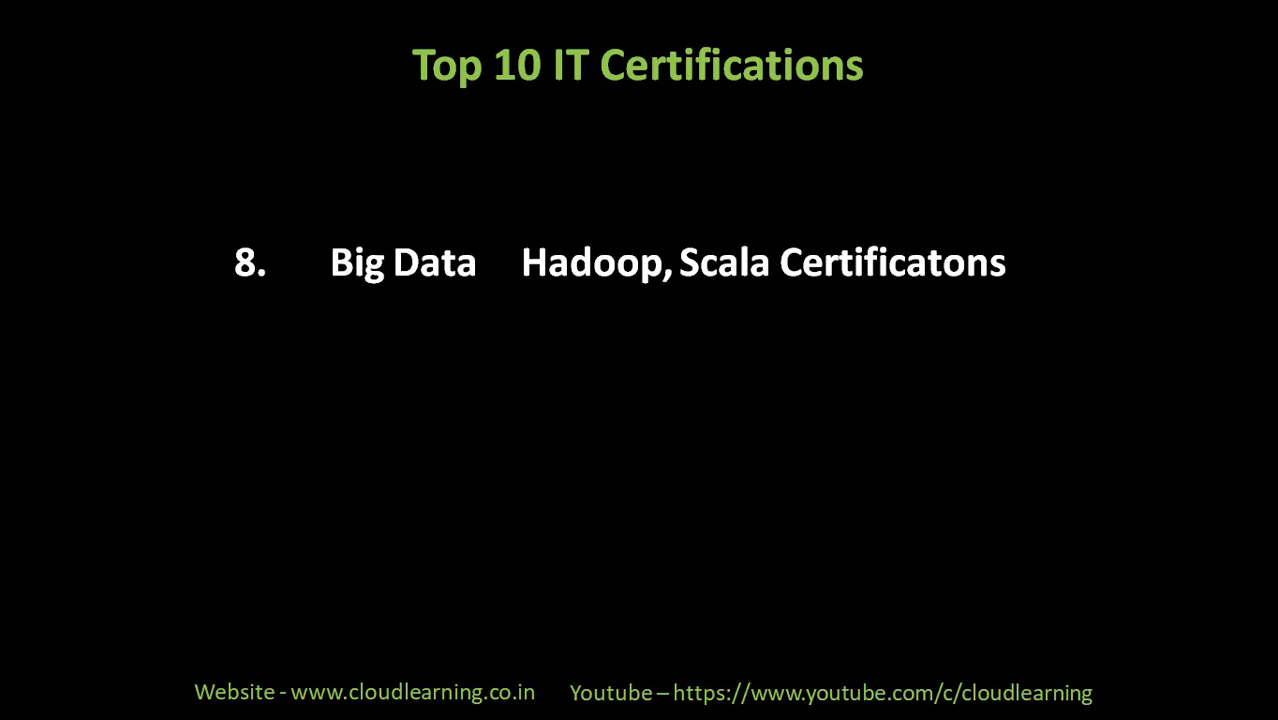 Top 10 IT Certifications
8. Big Data Hadoop, Scala Certificatons
Website - www.cloudlearning.co.in Youtube – https://www.youtube.com/c/cloudlearning